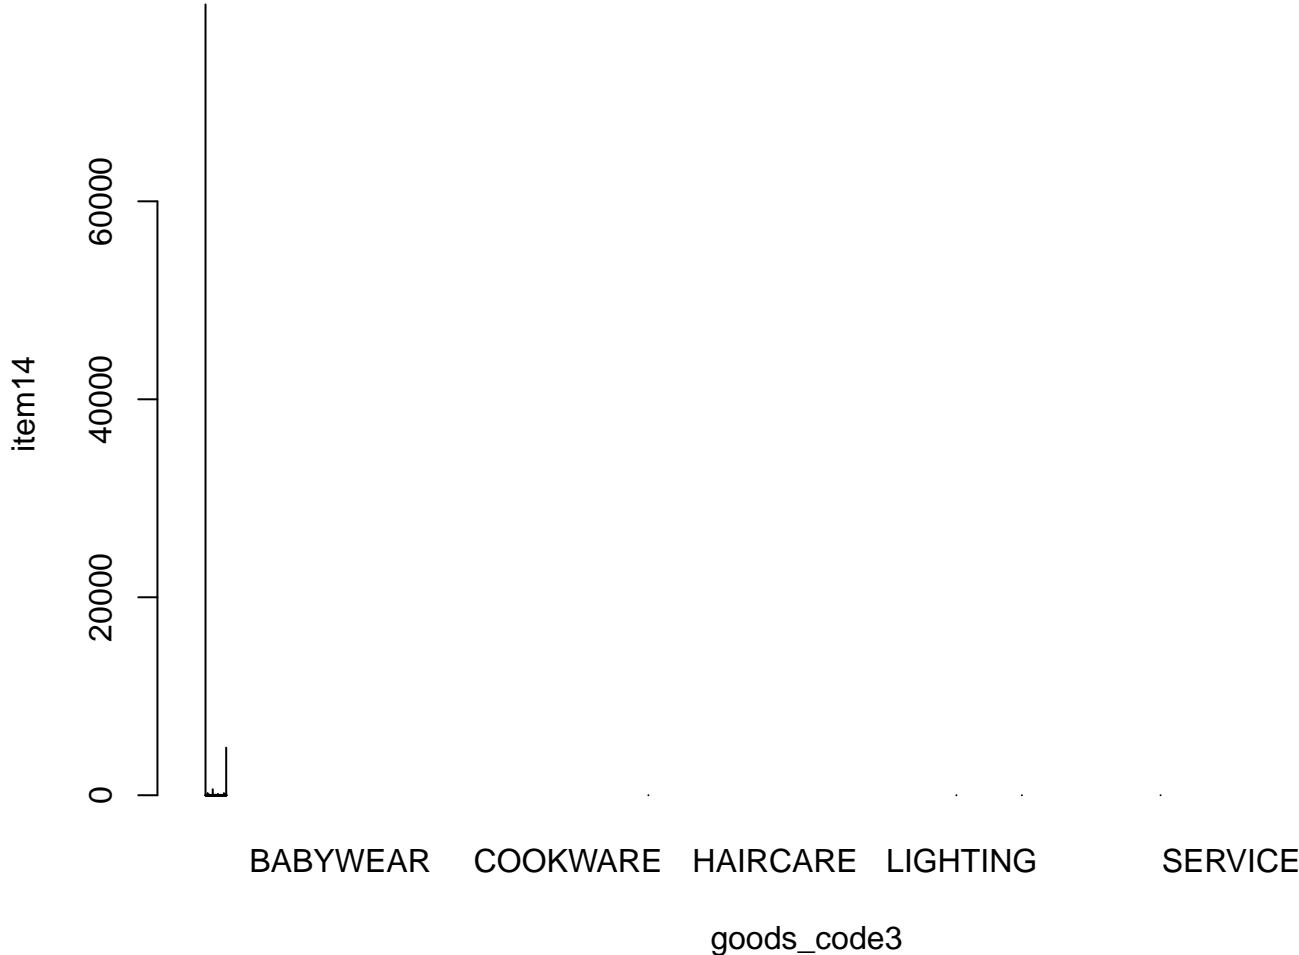 60000
40000
20000
0
item14
BABYWEAR COOKWARE HAIRCARE LIGHTING SERVICE
goods_code3